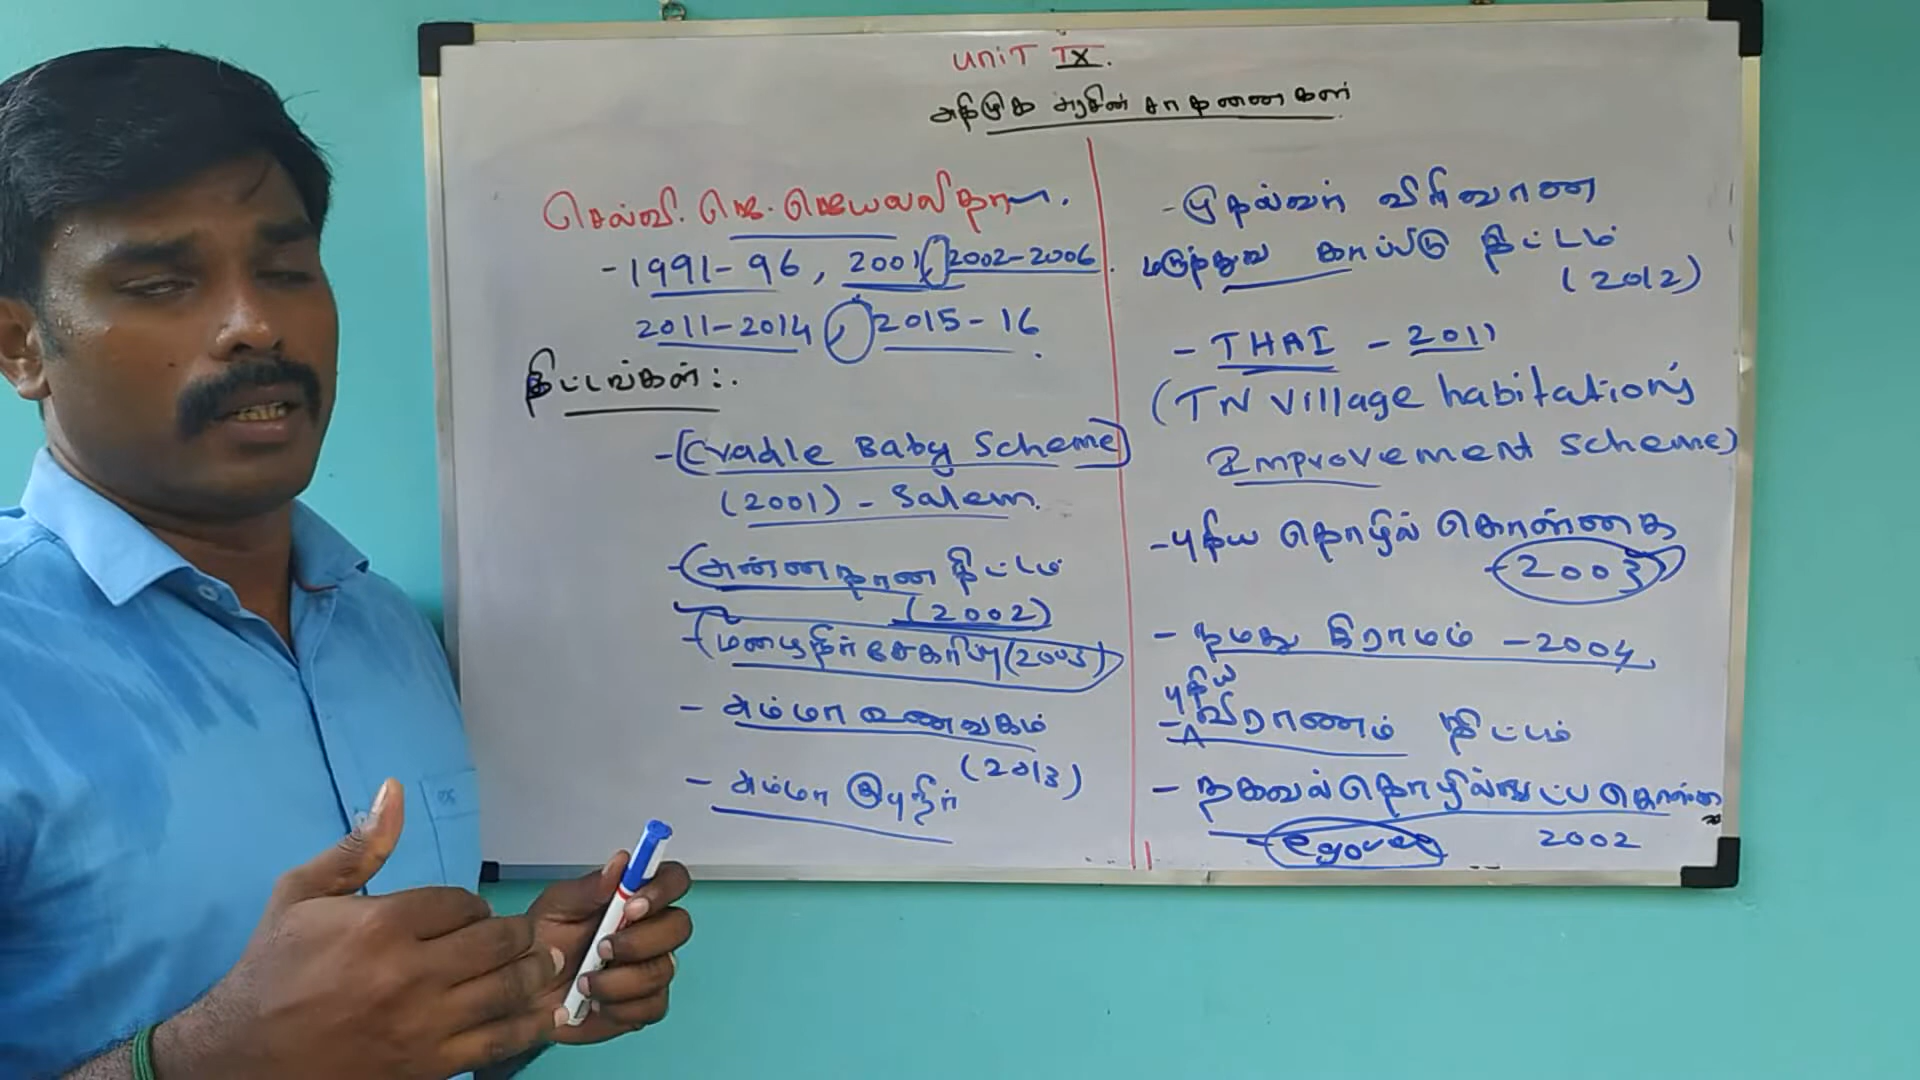 UNIT IX.
அதிமுக அரசின் சாதனைகள்
செல்வி. ஜெ. ஜெயலலிதா.
- 1991-96, 2001, 2002-2006.
2011-2014, 2015-16.
திட்டங்கள்:
- Cradle Baby Scheme
(2001) - Salem.
- அன்னதான திட்டம்
(2002)
- மழைநீர் சேகரிப்பு (2003)
- அம்மா உணவகம்
(2013)
- அம்மா குடிநீர்
- முதல்வர் விரிவான
மருத்துவ காப்பீடு திட்டம்
(2012)
- THAI - 2011
(TN Village habitation's
Improvement Scheme)
- புதிய தொழில் கொள்கை
- 2003
- நமது கிராமம் - 2004
புதிய
- வீராணம் திட்டம்
- தகவல்தொழில்நுட்ப கொள்கை
2002